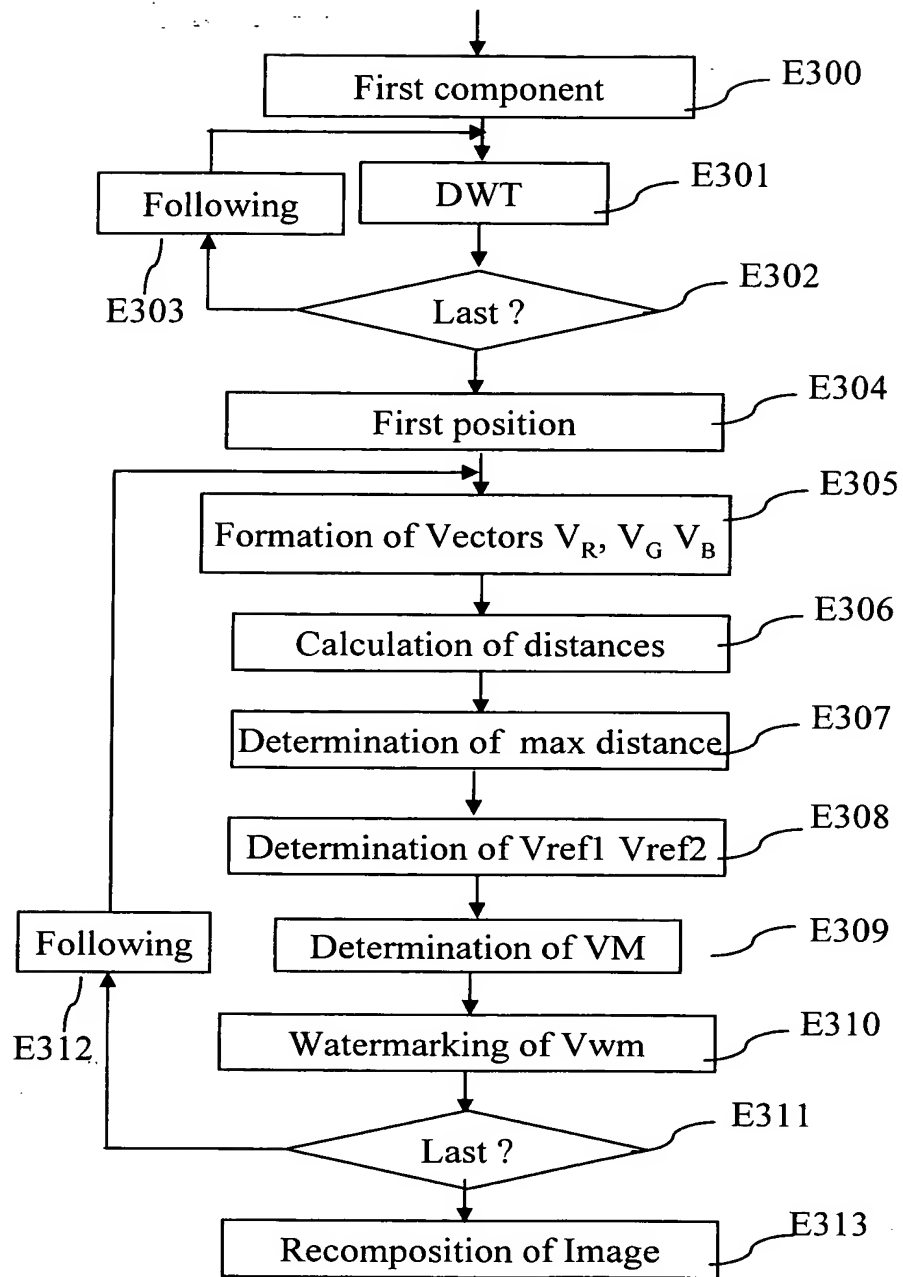 First component
E300
DWT
E301
Following
E303
Last ?
E302
First position
E304
Formation of Vectors V_R, V_G V_B
E305
Calculation of distances
E306
Determination of max distance
E307
Determination of Vref1 Vref2
E308
Determination of VM
E309
Following
E312
Watermarking of Vwm
E310
Last ?
E311
Recomposition of Image
E313